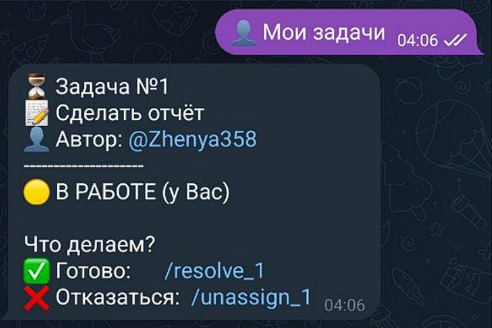 👤 Мои задачи 04:06
⏳ Задача №1
📝 Сделать отчёт
👤 Автор: @Zhenya358
--------------------
🟡 В РАБОТЕ (у Вас)
Что делаем?
✅ Готово: /resolve_1
❌ Отказаться: /unassign_1 04:06